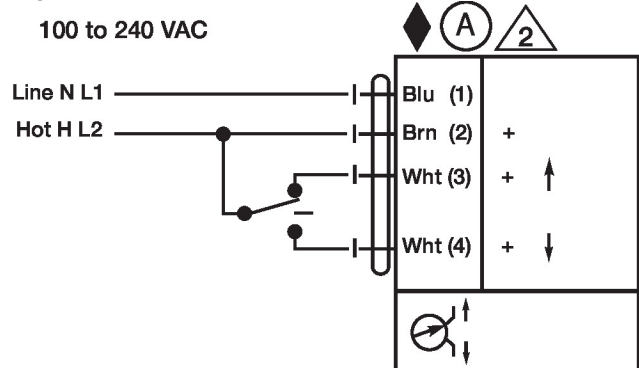 100 to 240 VAC
A
2
Line N L1
Blu (1)
Hot H L2
Brn (2) +
Wht (3) +
Wht (4) +